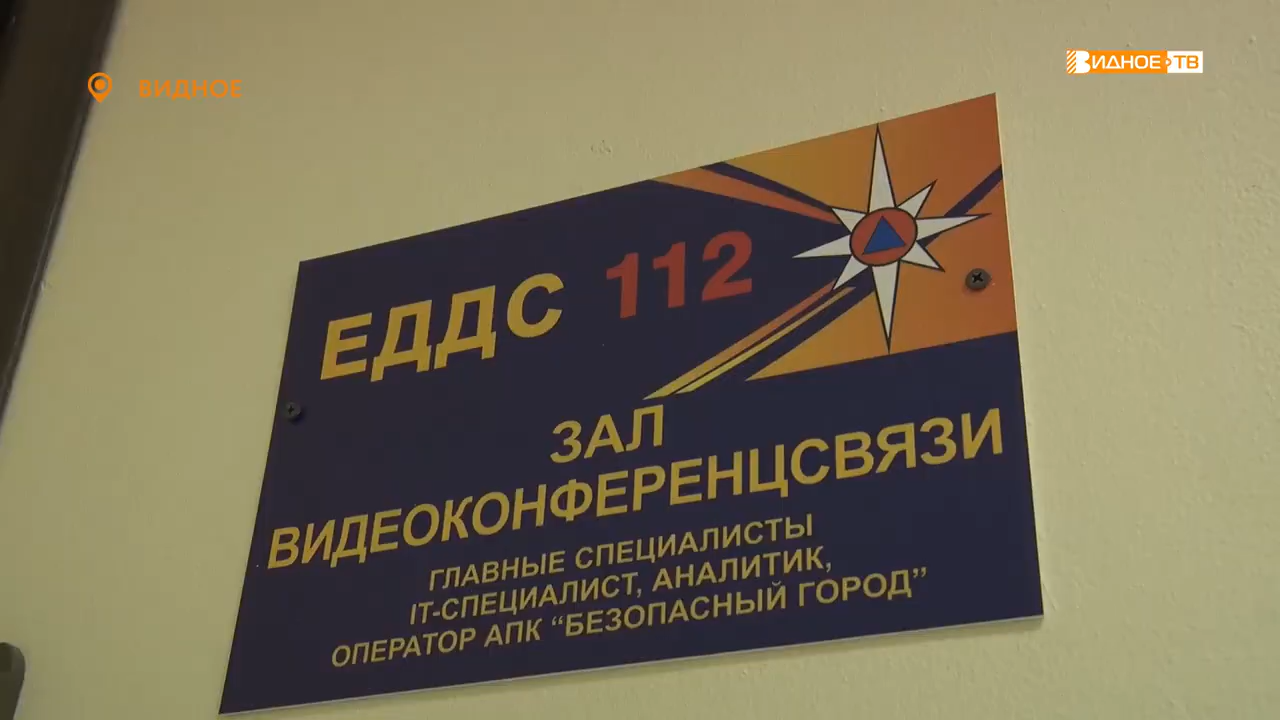 ВИДНОЕ
ВИДНОЕ ТВ
ЕДДС 112
ЗАЛ
ВИДЕОКОНФЕРЕНЦСВЯЗИ
ГЛАВНЫЕ СПЕЦИАЛИСТЫ
IT-СПЕЦИАЛИСТ, АНАЛИТИК,
ОПЕРАТОР АПК “БЕЗОПАСНЫЙ ГОРОД”